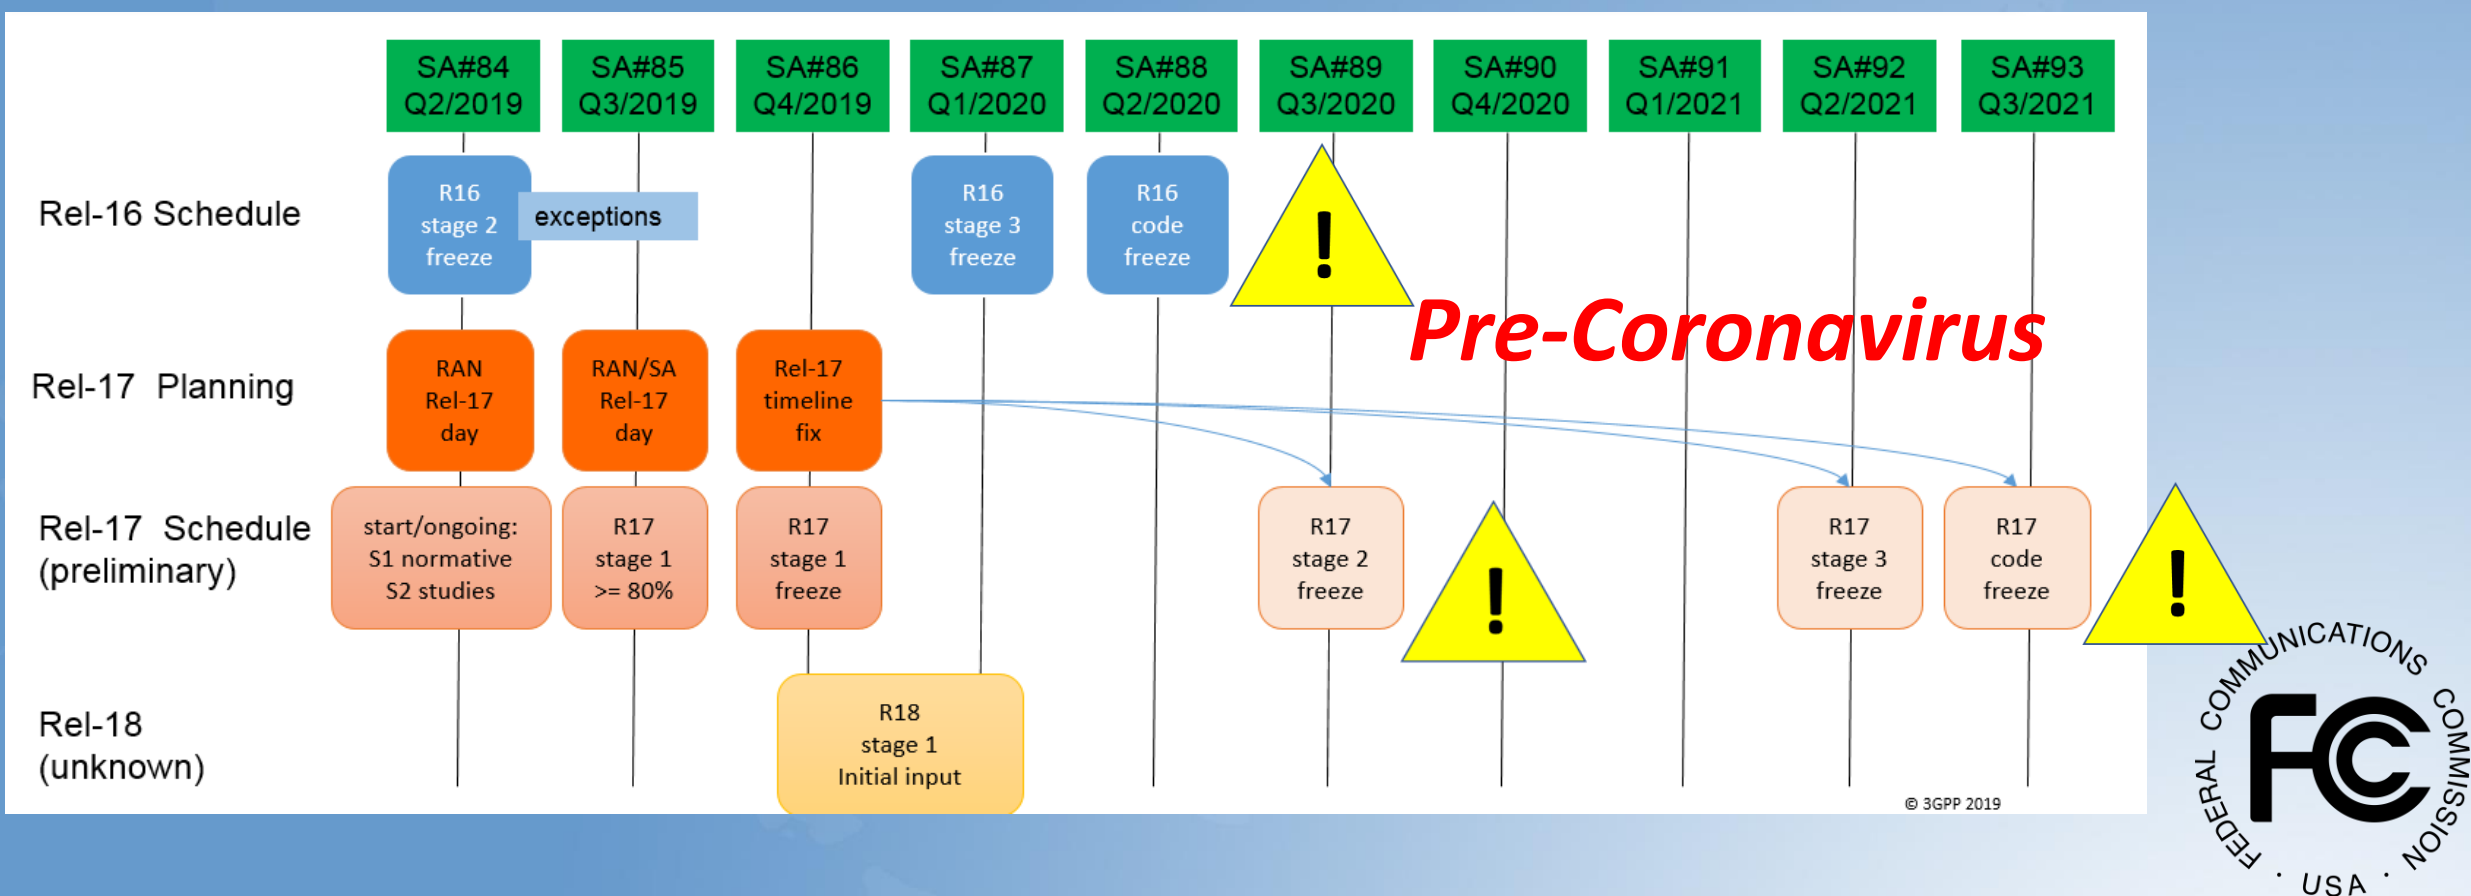 SA#84
Q2/2019
SA#85
Q3/2019
SA#86
Q4/2019
SA#87
Q1/2020
SA#88
Q2/2020
SA#89
Q3/2020
SA#90
Q4/2020
SA#91
Q1/2021
SA#92
Q2/2021
SA#93
Q3/2021
Rel-16 Schedule
R16
stage 2
freeze
exceptions
R16
stage 3
freeze
R16
code
freeze
!
Pre-Coronavirus
Rel-17 Planning
RAN
Rel-17
day
RAN/SA
Rel-17
day
Rel-17
timeline
fix
Rel-17 Schedule
(preliminary)
start/ongoing:
S1 normative
S2 studies
R17
stage 1
>= 80%
R17
stage 1
freeze
R17
stage 2
freeze
!
R17
stage 3
freeze
R17
code
freeze
!
Rel-18
(unknown)
R18
stage 1
Initial input
© 3GPP 2019
FEDERAL COMMUNICATIONS COMMISSION
FCC
· USA ·